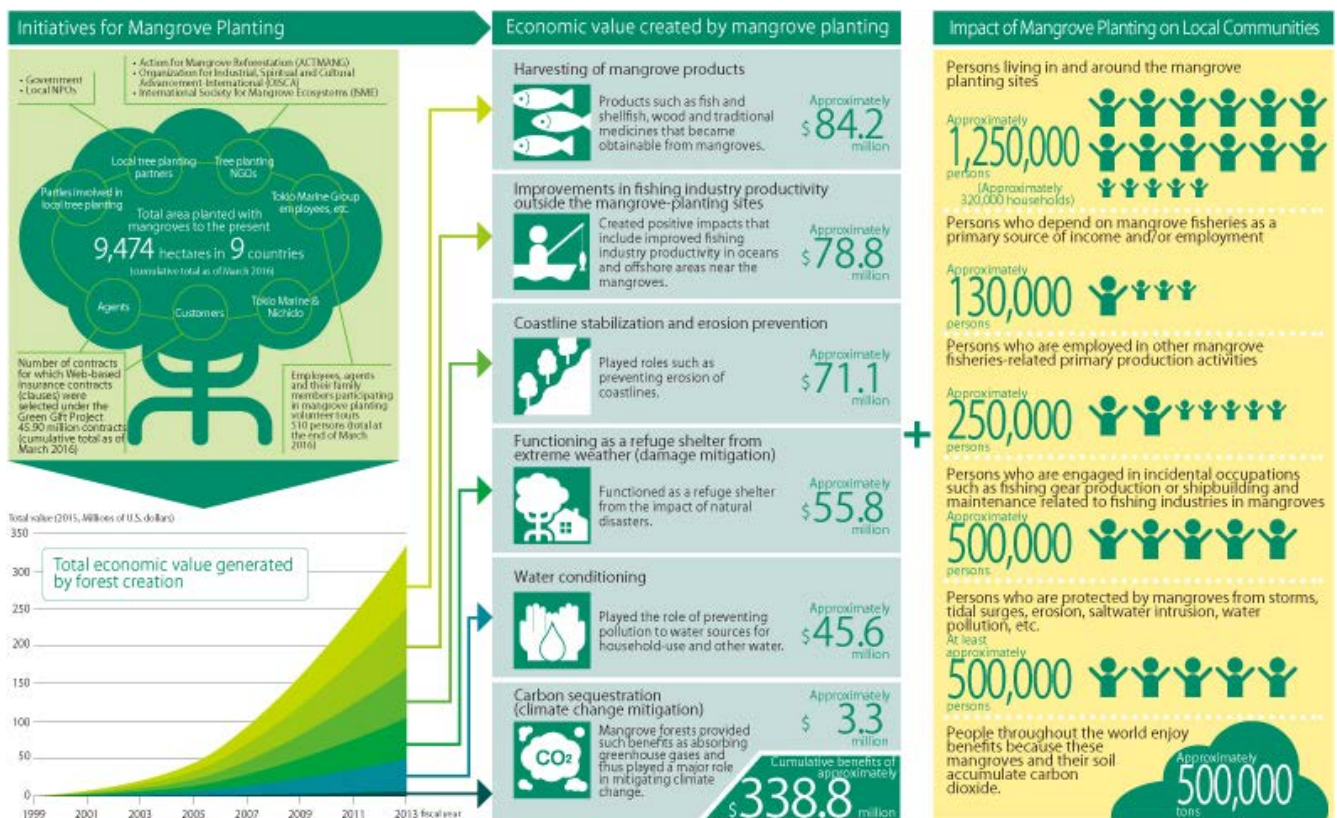 Initiatives for Mangrove Planting
• Government
• Local NPOs
• Action for Mangrove Reforestation (ACTMANG)
• Organization for Industrial, Spiritual and Cultural
Advancement-International (OISCA)
• International Society for Mangrove Ecosystems (ISME)
Local tree planting
partners
Tree planting
NGOs
Parties involved in
local tree planting
Tokio Marine Group
employees, etc.
Total area planted with
mangroves to the present
9,474 hectares in 9 countries
(cumulative total as of March 2016)
Agents
Customers
Tokio Marine &
Nichido
Number of contracts
for which Web-based
insurance contracts
(clauses) were
selected under the
Green Gift Project
45.90 million contracts
(cumulative total as of
March 2016)
Employees, agents
and their family
members participating
in mangrove planting
volunteer tours
510 persons (total at
the end of March
2016)
Total value (2015, Millions of U.S. dollars)
350
300
250
200
150
100
50
0
Total economic value generated
by forest creation
1999 2001 2003 2005 2007 2009 2011 2013 fiscal year
Economic value created by mangrove planting
Harvesting of mangrove products
Products such as fish and
shellfish, wood and traditional
medicines that became
obtainable from mangroves.
Approximately
$84.2
million
Improvements in fishing industry productivity
outside the mangrove-planting sites
Created positive impacts that
include improved fishing
industry productivity in oceans
and offshore areas near the
mangroves.
Approximately
$78.8
million
Coastline stabilization and erosion prevention
Played roles such as
preventing erosion of
coastlines.
Approximately
$71.1
million
Functioning as a refuge shelter from
extreme weather (damage mitigation)
Functioned as a refuge shelter
from the impact of natural
disasters.
Approximately
$55.8
million
Water conditioning
Played the role of preventing
pollution to water sources for
household-use and other water.
Approximately
$45.6
million
Carbon sequestration
(climate change mitigation)
CO2
Mangrove forests provided
such benefits as absorbing
greenhouse gases and
thus played a major role
in mitigating climate
change.
Approximately
$ 3.3
million
Cumulative benefits of
approximately
$338.8 million
+
Impact of Mangrove Planting on Local Communities
Persons living in and around the mangrove
planting sites
Approximately
1,250,000
persons
(Approximately
320,000 households)
Persons who depend on mangrove fisheries as a
primary source of income and/or employment
Approximately
130,000
persons
Persons who are employed in other mangrove
fisheries-related primary production activities
Approximately
250,000
persons
Persons who are engaged in incidental occupations
such as fishing gear production or shipbuilding and
maintenance related to fishing industries in mangroves
Approximately
500,000
persons
Persons who are protected by mangroves from storms,
tidal surges, erosion, saltwater intrusion, water
pollution, etc.
At least
approximately
500,000
persons
People throughout the world enjoy
benefits because these
mangroves and their soil
accumulate carbon
dioxide.
Approximately
500,000
tons